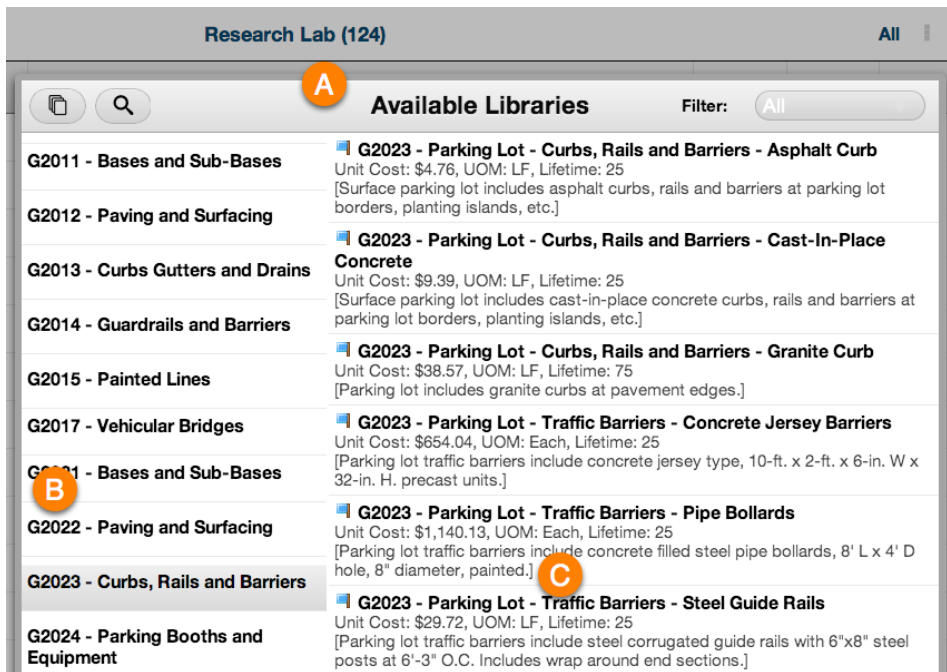 Research Lab (124)
All
A
Available Libraries
Filter:
All
G2011 - Bases and Sub-Bases
G2012 - Paving and Surfacing
G2013 - Curbs Gutters and Drains
G2014 - Guardrails and Barriers
G2015 - Painted Lines
G2017 - Vehicular Bridges
G2021 - Bases and Sub-Bases
B
G2022 - Paving and Surfacing
G2023 - Curbs, Rails and Barriers
G2024 - Parking Booths and
Equipment
G2023 - Parking Lot - Curbs, Rails and Barriers - Asphalt Curb
Unit Cost: $4.76, UOM: LF, Lifetime: 25
[Surface parking lot includes asphalt curbs, rails and barriers at parking lot
borders, planting islands, etc.]
G2023 - Parking Lot - Curbs, Rails and Barriers - Cast-In-Place
Concrete
Unit Cost: $9.39, UOM: LF, Lifetime: 25
[Surface parking lot includes cast-in-place concrete curbs, rails and barriers at
parking lot borders, planting islands, etc.]
G2023 - Parking Lot - Curbs, Rails and Barriers - Granite Curb
Unit Cost: $38.57, UOM: LF, Lifetime: 75
[Parking lot includes granite curbs at pavement edges.]
G2023 - Parking Lot - Traffic Barriers - Concrete Jersey Barriers
Unit Cost: $654.04, UOM: Each, Lifetime: 25
[Parking lot traffic barriers include concrete jersey type, 10-ft. x 2-ft. x 6-in. W x
32-in. H. precast units.]
G2023 - Parking Lot - Traffic Barriers - Pipe Bollards
Unit Cost: $1,140.13, UOM: Each, Lifetime: 25
[Parking lot traffic barriers include concrete filled steel pipe bollards, 8' L x 4' D
hole, 8" diameter, painted.]
C
G2023 - Parking Lot - Traffic Barriers - Steel Guide Rails
Unit Cost: $29.72, UOM: LF, Lifetime: 25
[Parking lot traffic barriers include steel corrugated guide rails with 6"x8" steel
posts at 6'-3" O.C. Includes wrap around end sections.]